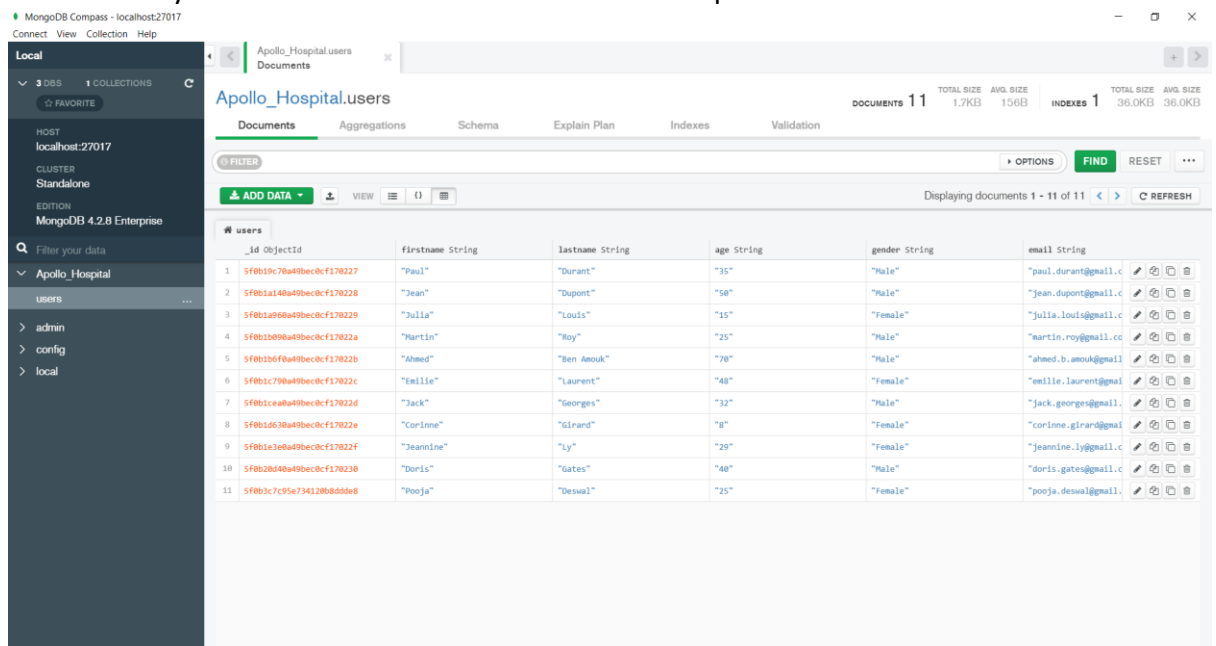 MongoDB Compass - localhost:27017
Connect View Collection Help
Local
3 DBS 1 COLLECTIONS
FAVORITE
HOST
localhost:27017
CLUSTER
Standalone
EDITION
MongoDB 4.2.8 Enterprise
Filter your data
Apollo_Hospital
users
...
admin
config
local
Apollo_Hospital.users
Documents
Apollo_Hospital.users
DOCUMENTS 11 TOTAL SIZE 1.7KB AVG. SIZE 156B INDEXES 1 TOTAL SIZE 36.0KB AVG. SIZE 36.0KB
Documents Aggregations Schema Explain Plan Indexes Validation
FILTER OPTIONS FIND RESET ...
ADD DATA VIEW {} Displaying documents 1 - 11 of 11 < > REFRESH
users
_id ObjectId firstname String lastname String age String gender String email String
1 5f0b19c70a49bec0cf170227 "Paul" "Durant" "35" "Male" "paul.durant@gmail.c
2 5f0b1a140a49bec0cf170228 "Jean" "Dupont" "50" "Male" "jean.dupont@gmail.c
3 5f0b1a960a49bec0cf170229 "Julia" "Louis" "15" "Female" "julia.louis@gmail.c
4 5f0b1b090a49bec0cf17022a "Martin" "Roy" "25" "Male" "martin.roy@gmail.co
5 5f0b1b6f0a49bec0cf17022b "Ahmed" "Ben Amouk" "70" "Male" "ahmed.b.amouk@gmail
6 5f0b1c790a49bec0cf17022c "Emilie" "Laurent" "48" "Female" "emilie.laurent@gmai
7 5f0b1cea0a49bec0cf17022d "Jack" "Georges" "32" "Male" "jack.georges@gmail.
8 5f0b1d630a49bec0cf17022e "Corinne" "Girard" "8" "Female" "corinne.girard@gmai
9 5f0b1e3e0a49bec0cf17022f "Jeannine" "Ly" "29" "Female" "jeannine.ly@gmail.c
10 5f0b20d40a49bec0cf170230 "Doris" "Gates" "40" "Male" "doris.gates@gmail.c
11 5f0b3c7c95e734120b8ddde8 "Pooja" "Deswal" "25" "Female" "pooja.deswal@gmail.